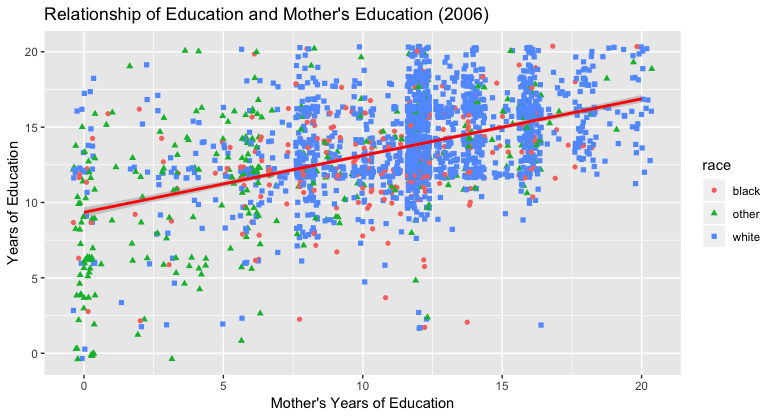 Relationship of Education and Mother's Education (2006)
20
15
10
5
0
Years of Education
0 5 10 15 20
Mother's Years of Education
race
black
other
white